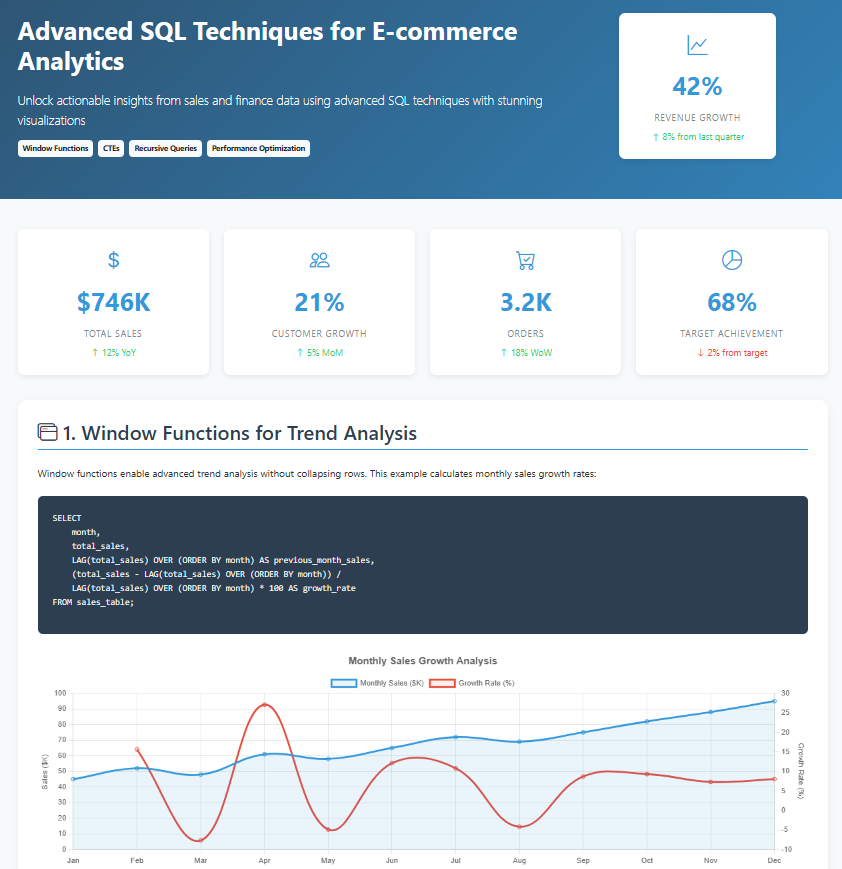 Advanced SQL Techniques for E-commerce
Analytics
Unlock actionable insights from sales and finance data using advanced SQL techniques with stunning
visualizations
Window Functions CTEs Recursive Queries Performance Optimization
42%
REVENUE GROWTH
↑ 8% from last quarter
$
$746K
TOTAL SALES
↑ 12% YoY
21%
CUSTOMER GROWTH
↑ 5% MoM
3.2K
ORDERS
↑ 18% WoW
68%
TARGET ACHIEVEMENT
↓ 2% from target
1. Window Functions for Trend Analysis
Window functions enable advanced trend analysis without collapsing rows. This example calculates monthly sales growth rates:
SELECT
    month,
    total_sales,
    LAG(total_sales) OVER (ORDER BY month) AS previous_month_sales,
    (total_sales - LAG(total_sales) OVER (ORDER BY month)) /
    LAG(total_sales) OVER (ORDER BY month) * 100 AS growth_rate
FROM sales_table;
Monthly Sales Growth Analysis
Monthly Sales ($K) Growth Rate (%)
Sales ($K)
100
90
80
70
60
50
40
30
20
10
0
30
25
20
15
10
5
0
-5
-10
Growth Rate (%)
Jan Feb Mar Apr May Jun Jul Aug Sep Oct Nov Dec